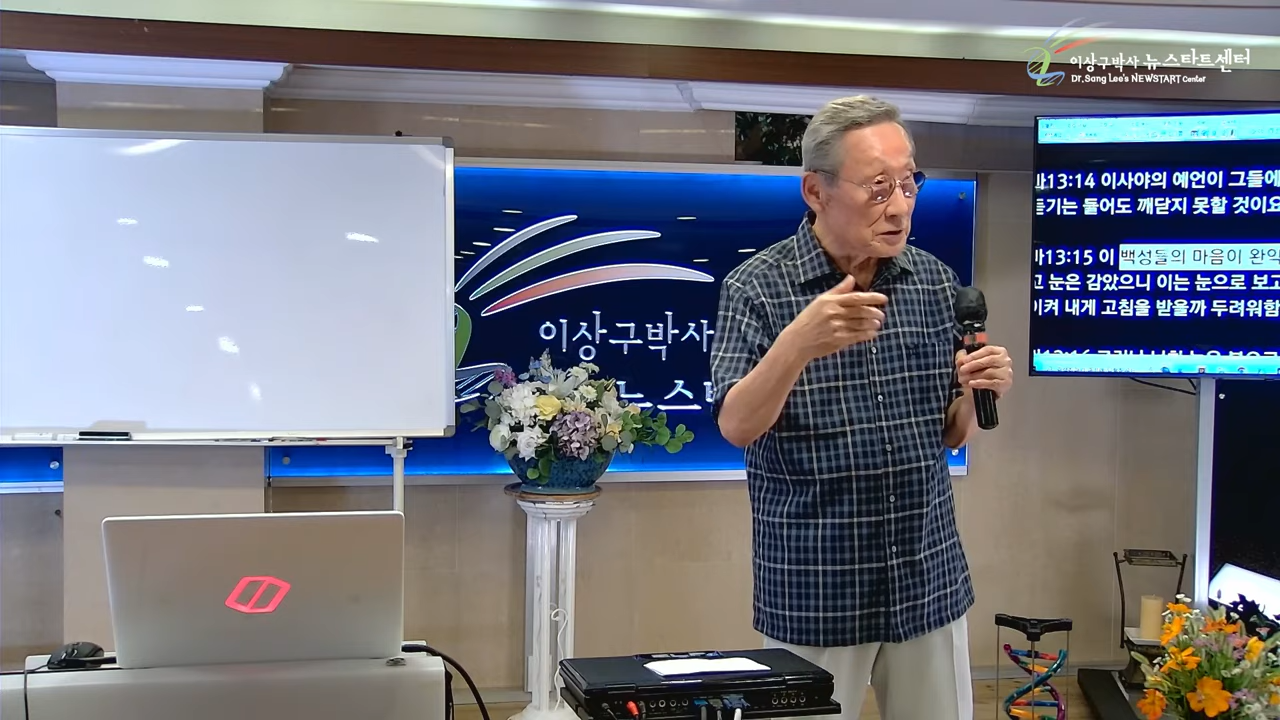 이상구박사 뉴스타트센터
Dr. Sang Lee's NEWSTART Center
13:14 이사야의 예언이 그들에
듣기는 들어도 깨닫지 못할 것이요
13:15 이 백성들의 마음이 완악
고 눈은 감았으니 이는 눈으로 보고
이켜 내게 고침을 받을까 두려워함
이상구박사
뉴스